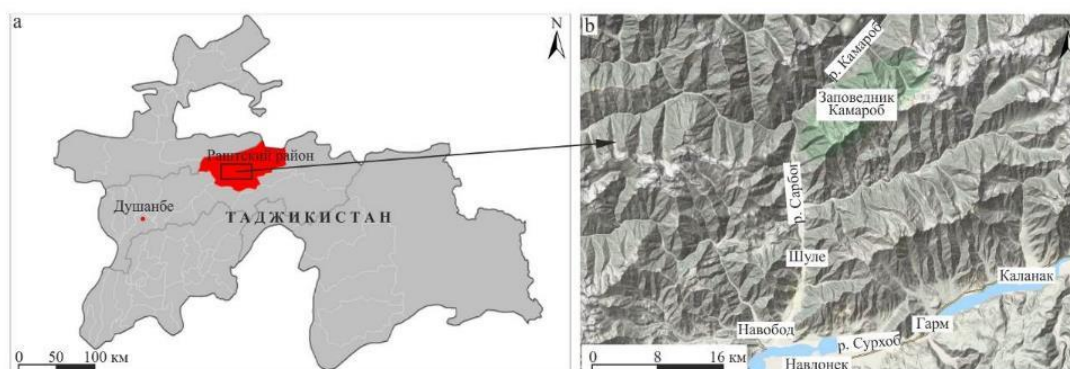 a
N
Раштский район
Душанбе
ТАДЖИКИСТАН
0 50 100 км
b
р. Камароб
Заповедник
Камароб
р. Сарбог
Шуле
Каланак
Гарм
Навобод
р. Сурхоб
Навдонек
0 8 16 км